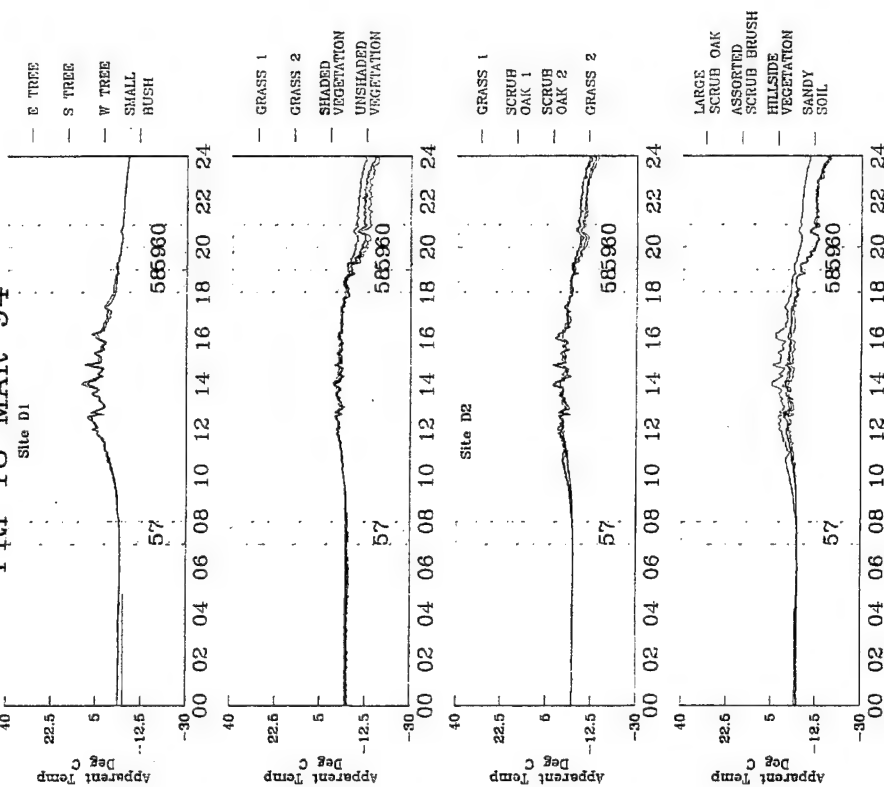 Fri 18 MAR 94
Site D1
Apparent Temp
Deg C
40
22.5
5
-12.5
-30
57
585960
00 02 04 06 08 10 12 14 16 18 20 22 24
E TREE
S TREE
W TREE
SMALL
BUSH
Apparent Temp
Deg C
40
22.5
5
-12.5
-30
57
585960
00 02 04 06 08 10 12 14 16 18 20 22 24
GRASS 1
GRASS 2
SHADED
VEGETATION
UNSHADED
VEGETATION
Site D2
Apparent Temp
Deg C
40
22.5
5
-12.5
-30
57
585960
00 02 04 06 08 10 12 14 16 18 20 22 24
GRASS 1
SCRUB
OAK 1
SCRUB
OAK 2
GRASS 2
Apparent Temp
Deg C
40
22.5
5
-12.5
-30
57
585960
00 02 04 06 08 10 12 14 16 18 20 22 24
LARGE
SCRUB OAK
ASSORTED
SCRUB BRUSH
HILLSIDE
VEGETATION
SANDY
SOIL